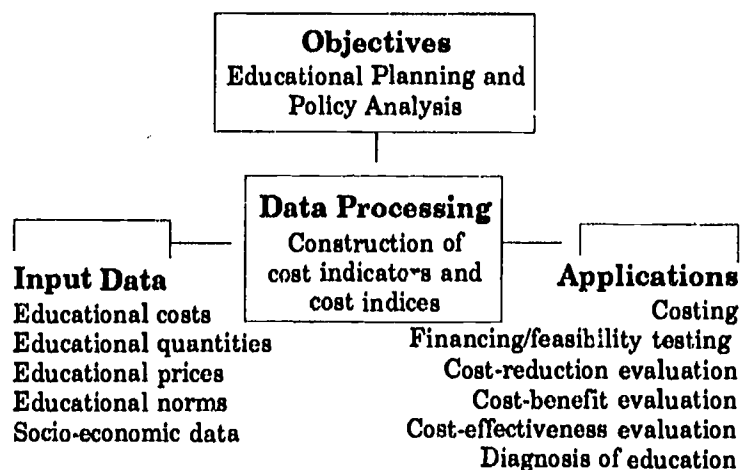 Objectives
Educational Planning and
Policy Analysis
Data Processing
Construction of
cost indicators and
cost indices
Input Data
Educational costs
Educational quantities
Educational prices
Educational norms
Socio-economic data
Applications
Costing
Financing/feasibility testing
Cost-reduction evaluation
Cost-benefit evaluation
Cost-effectiveness evaluation
Diagnosis of education